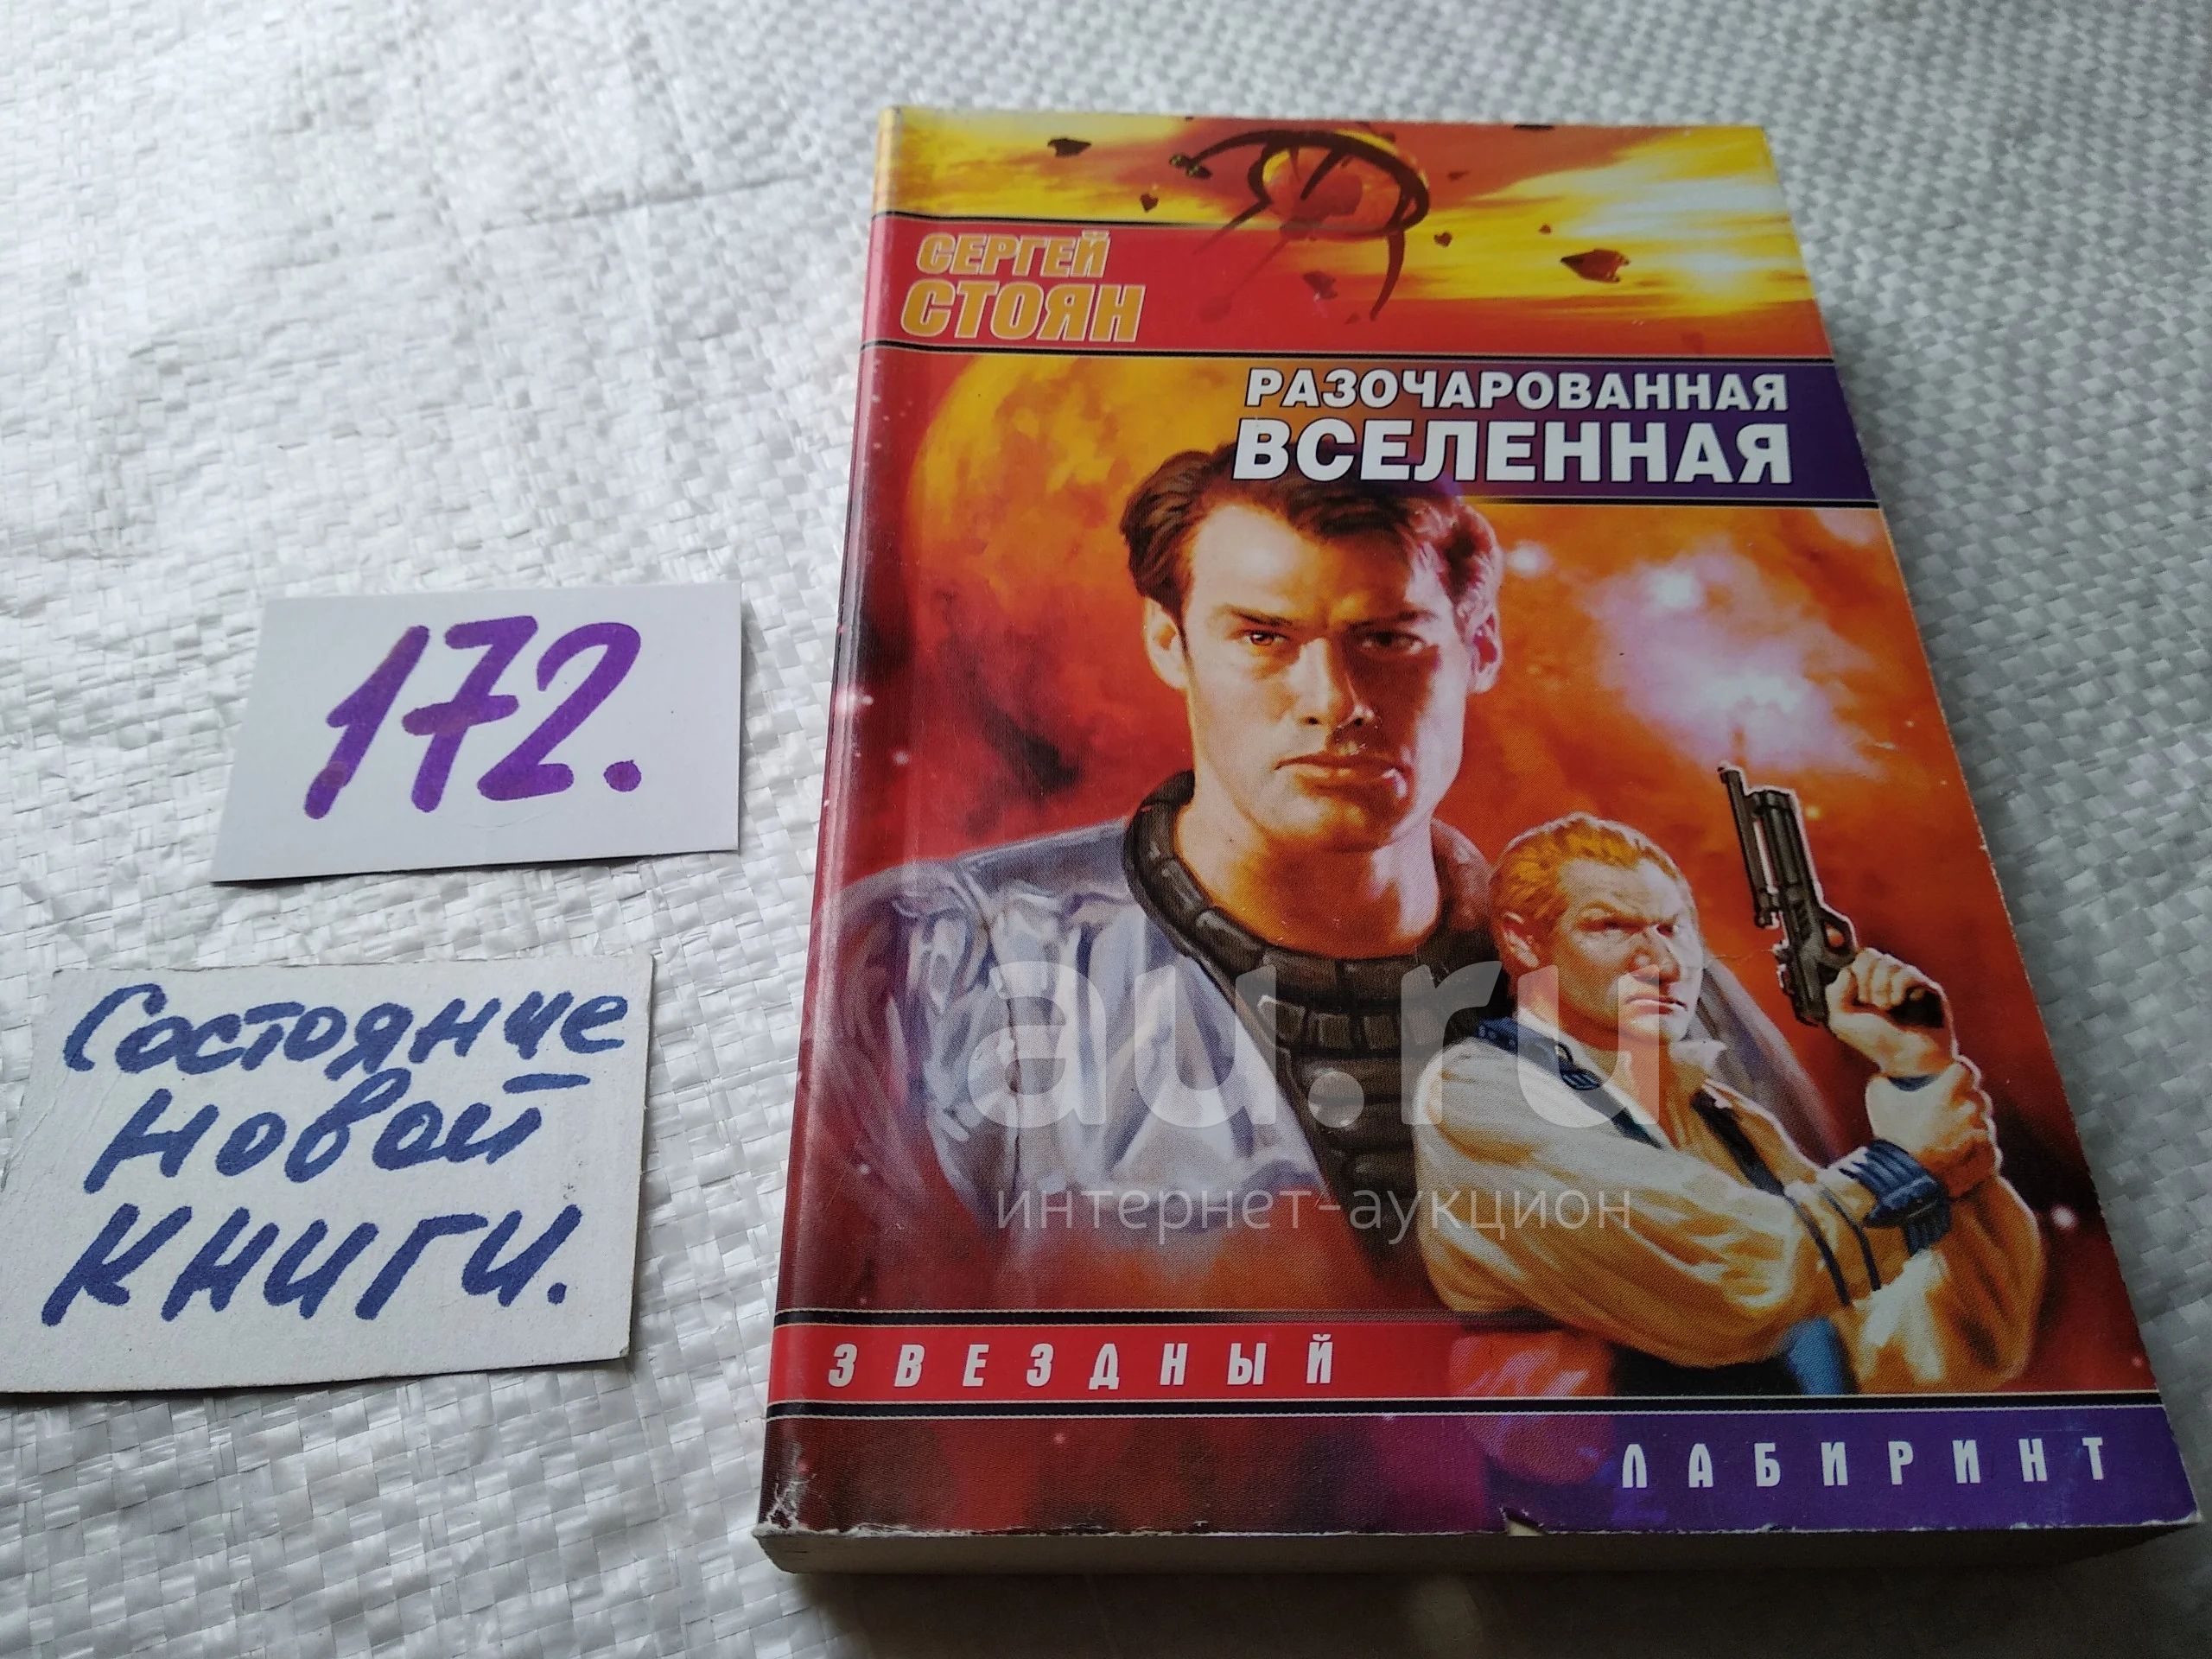 СЕРГЕЙ
СТОЯН
РАЗОЧАРОВАННАЯ
ВСЕЛЕННАЯ
172.
Состояние
новой
книги.
au.ru
интернет-аукцион
ЗВЕЗДНЫЙ
ЛАБИРИНТ